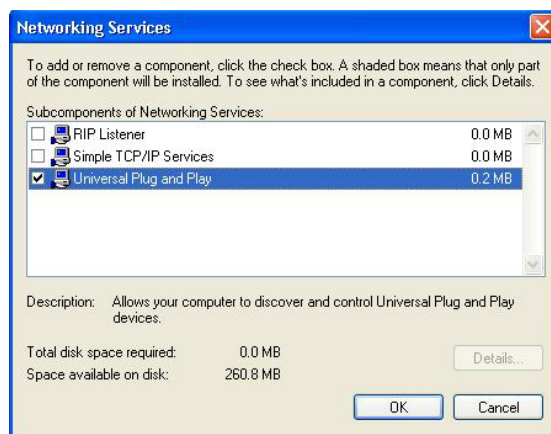 Networking Services
To add or remove a component, click the check box. A shaded box means that only part
of the component will be installed. To see what's included in a component, click Details.
Subcomponents of Networking Services:
RIP Listener 0.0 MB
Simple TCP/IP Services 0.0 MB
Universal Plug and Play 0.2 MB
Description: Allows your computer to discover and control Universal Plug and Play
devices.
Total disk space required: 0.0 MB
Details...
Space available on disk: 260.8 MB
OK Cancel